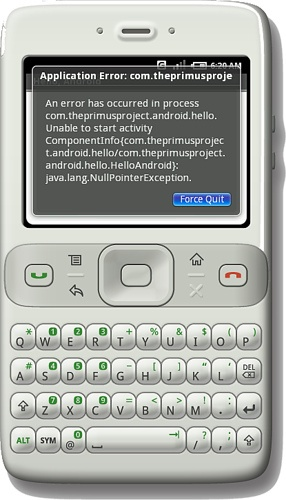 6:20 AM
Application Error: com.theprimusproje
An error has occurred in process
com.theprimusproject.android.hello.
Unable to start activity
ComponentInfo{com.theprimusprojec
t.android.hello/com.theprimusproject.
android.hello.HelloAndroid}:
java.lang.NullPointerException.
Force Quit
Q * W 1 E 2 R 3 T + Y % U & I $ O ( P )
A # S 4 D 5 F 6 G - H [ J ] K " L ' DEL
Z 7 X 8 C 9 V < B > N ; M ! . :
ALT SYM @ 0 / ? , ;